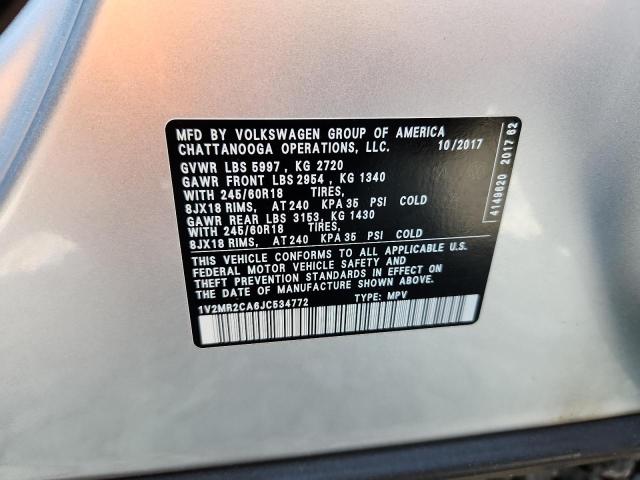 MFD BY VOLKSWAGEN GROUP OF AMERICA
CHATTANOOGA OPERATIONS, LLC. 10/2017
GVWR LBS 5997, KG 2720
GAWR FRONT LBS 2954, KG 1340
WITH 245/60R18 TIRES,
8JX18 RIMS, AT 240 KPA 35 PSI COLD
GAWR REAR LBS 3153, KG 1430
WITH 245/60R18 TIRES,
8JX18 RIMS, AT 240 KPA 35 PSI COLD
THIS VEHICLE CONFORMS TO ALL APPLICABLE U.S.
FEDERAL MOTOR VEHICLE SAFETY AND
THEFT PREVENTION STANDARDS IN EFFECT ON
THE DATE OF MANUFACTURE SHOWN ABOVE.
1V2MR2CA6JC534772 TYPE: MPV
4149620 2017 62